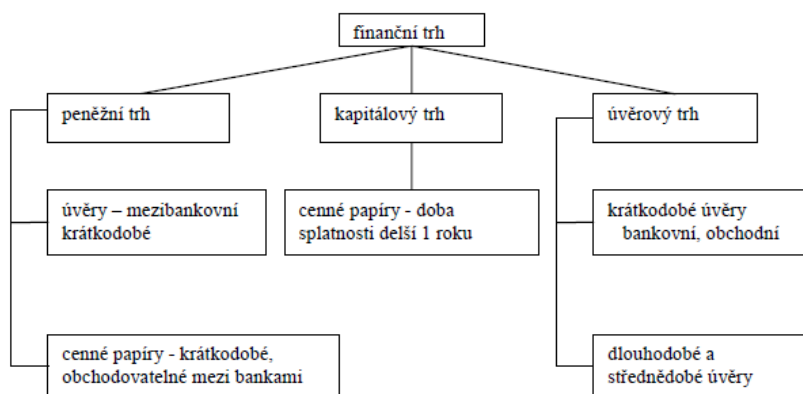 finanční trh
peněžní trh
kapitálový trh
úvěrový trh
úvěry – mezibankovní
krátkodobé
cenné papíry - doba
splatnosti delší 1 roku
krátkodobé úvěry
bankovní, obchodní
cenné papíry - krátkodobé,
obchodovatelné mezi bankami
dlouhodobé a
střednědobé úvěry